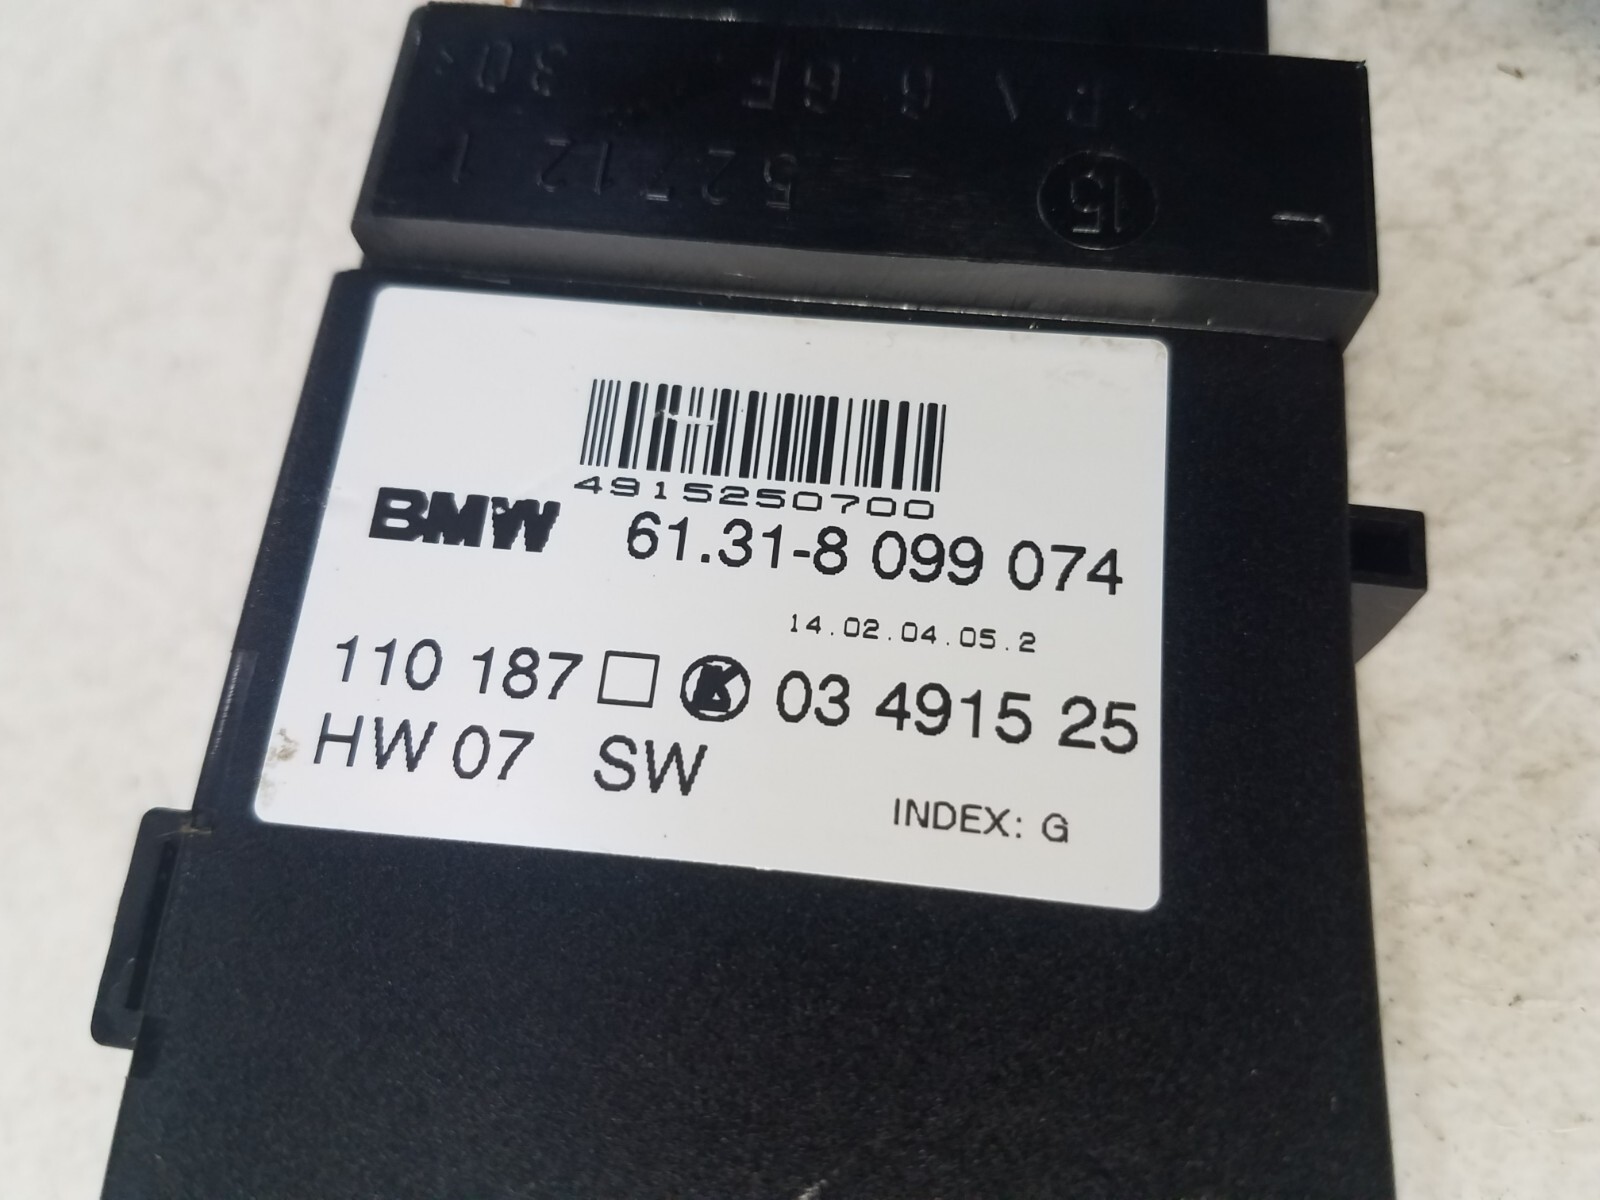 4915250700
BMW 61.31-8 099 074
14.02.04.05.2
110 187 □ K 03 4915 25
HW 07 SW
INDEX: G
15